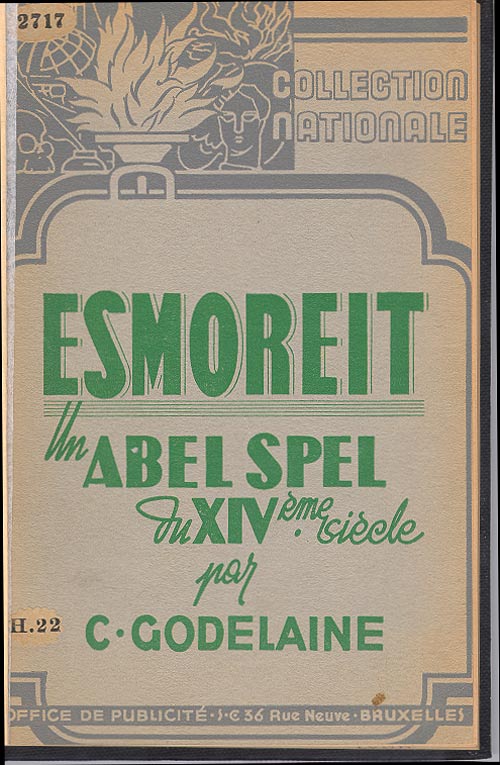 2717
COLLECTION
NATIONALE
ESMOREIT
Un ABEL SPEL
du XIVème siècle
par
C. GODELAINE
H.22
OFFICE DE PUBLICITÉ · S·C 36 Rue Neuve · BRUXELLES